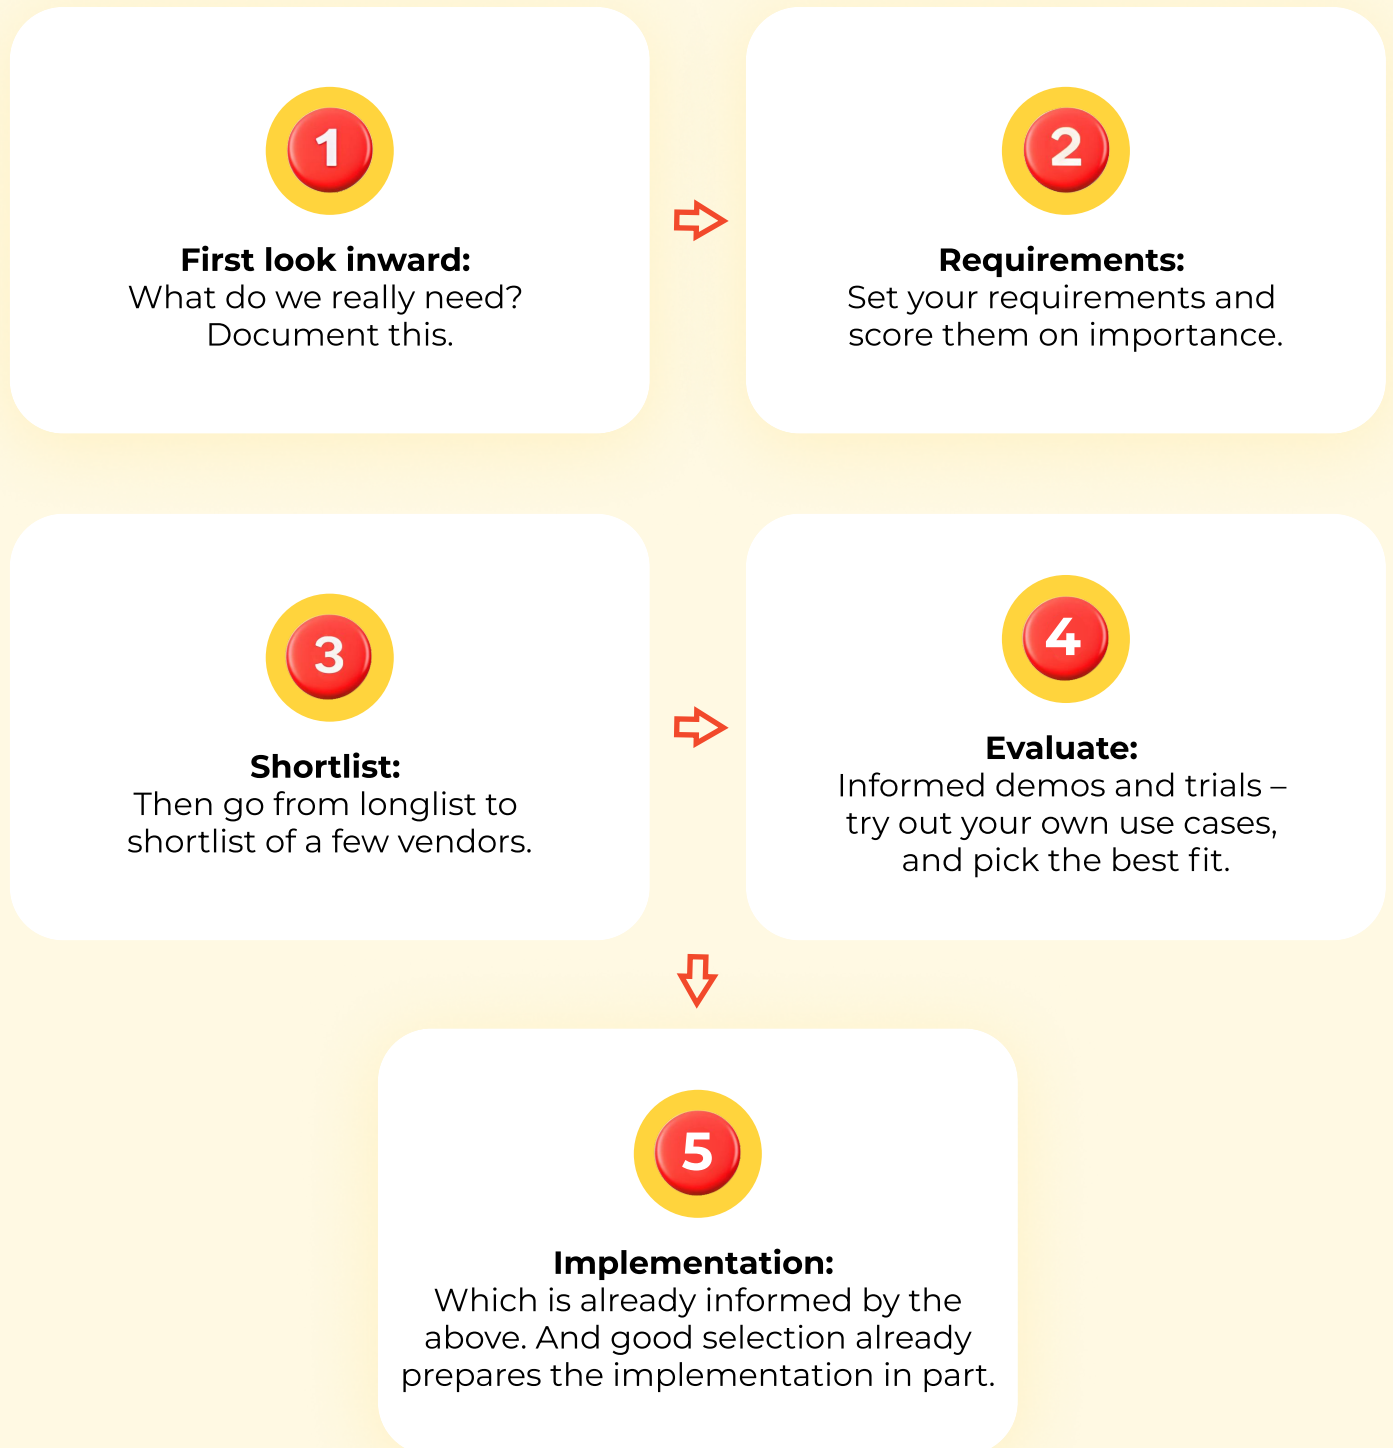 1
First look inward:
What do we really need?
Document this.
2
Requirements:
Set your requirements and
score them on importance.
3
Shortlist:
Then go from longlist to
shortlist of a few vendors.
4
Evaluate:
Informed demos and trials –
try out your own use cases,
and pick the best fit.
5
Implementation:
Which is already informed by the
above. And good selection already
prepares the implementation in part.